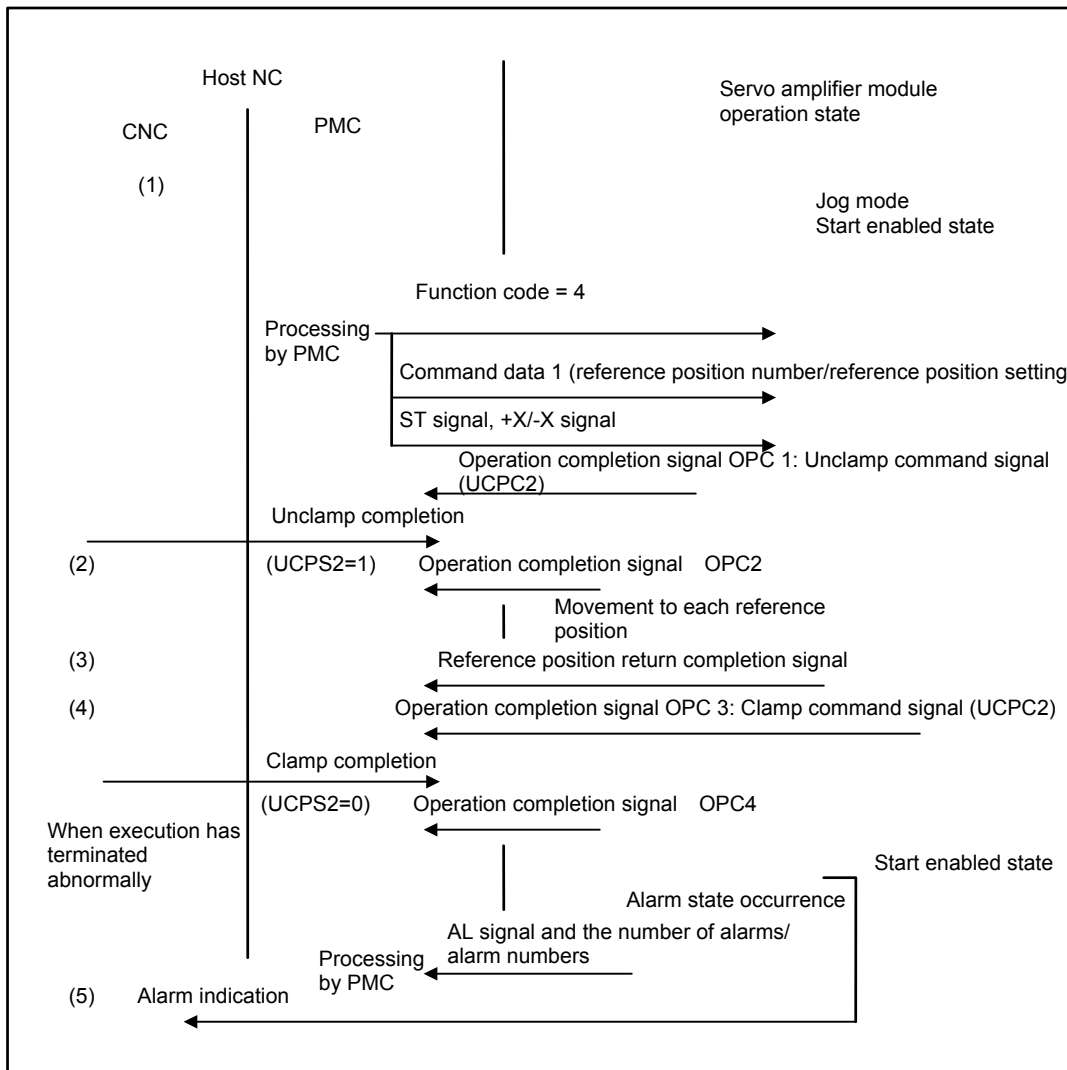 Host NC
CNC
PMC
Servo amplifier module
operation state
(1)
Jog mode
Start enabled state
Function code = 4
Processing
by PMC
Command data 1 (reference position number/reference position setting
ST signal, +X/-X signal
Operation completion signal OPC 1: Unclamp command signal
(UCPC2)
Unclamp completion
(2)
(UCPS2=1)
Operation completion signal OPC2
Movement to each reference
position
(3)
Reference position return completion signal
(4)
Operation completion signal OPC 3: Clamp command signal (UCPC2)
Clamp completion
(UCPS2=0)
Operation completion signal OPC4
When execution has
terminated
abnormally
Start enabled state
Alarm state occurrence
AL signal and the number of alarms/
alarm numbers
Processing
by PMC
(5)
Alarm indication